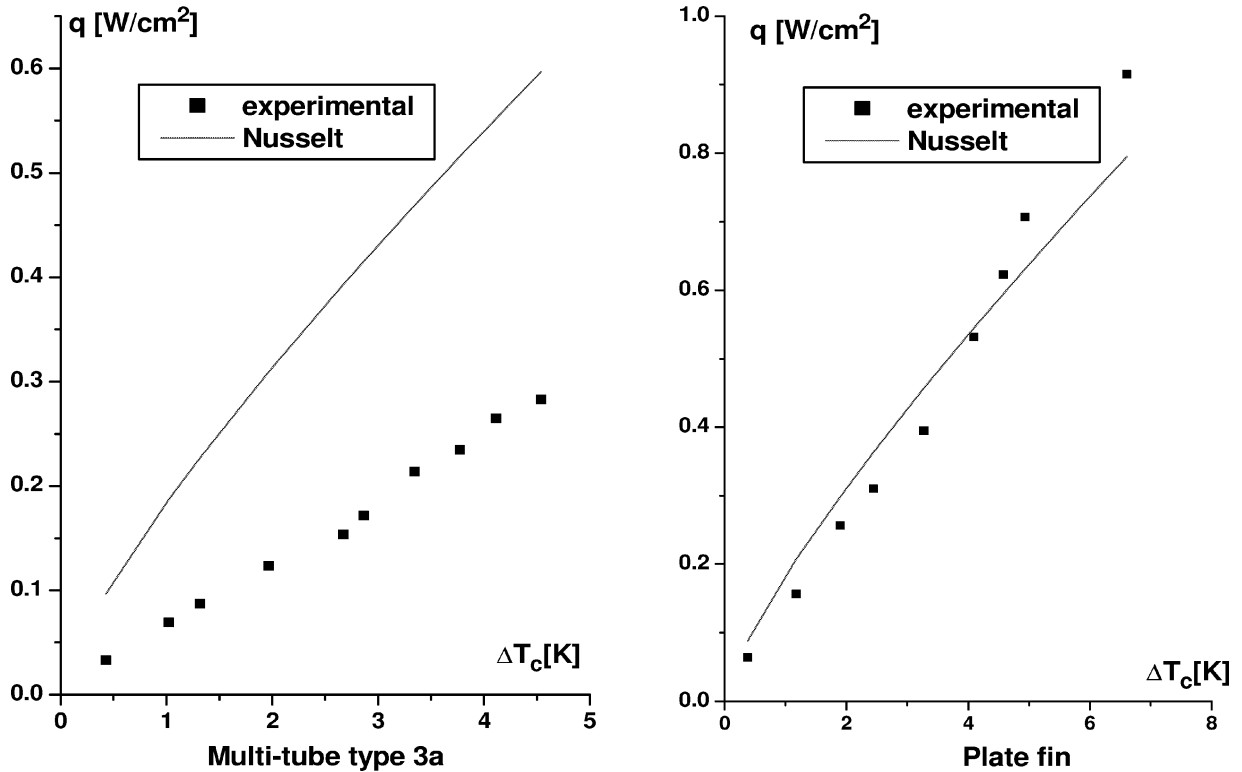 q [W/cm²]
0.6
0.5
0.4
0.3
0.2
0.1
0.0
experimental
Nusselt
ΔTc[K]
0 1 2 3 4 5
Multi-tube type 3a
q [W/cm²]
1.0
0.8
0.6
0.4
0.2
0.0
experimental
Nusselt
ΔTc[K]
0 2 4 6 8
Plate fin